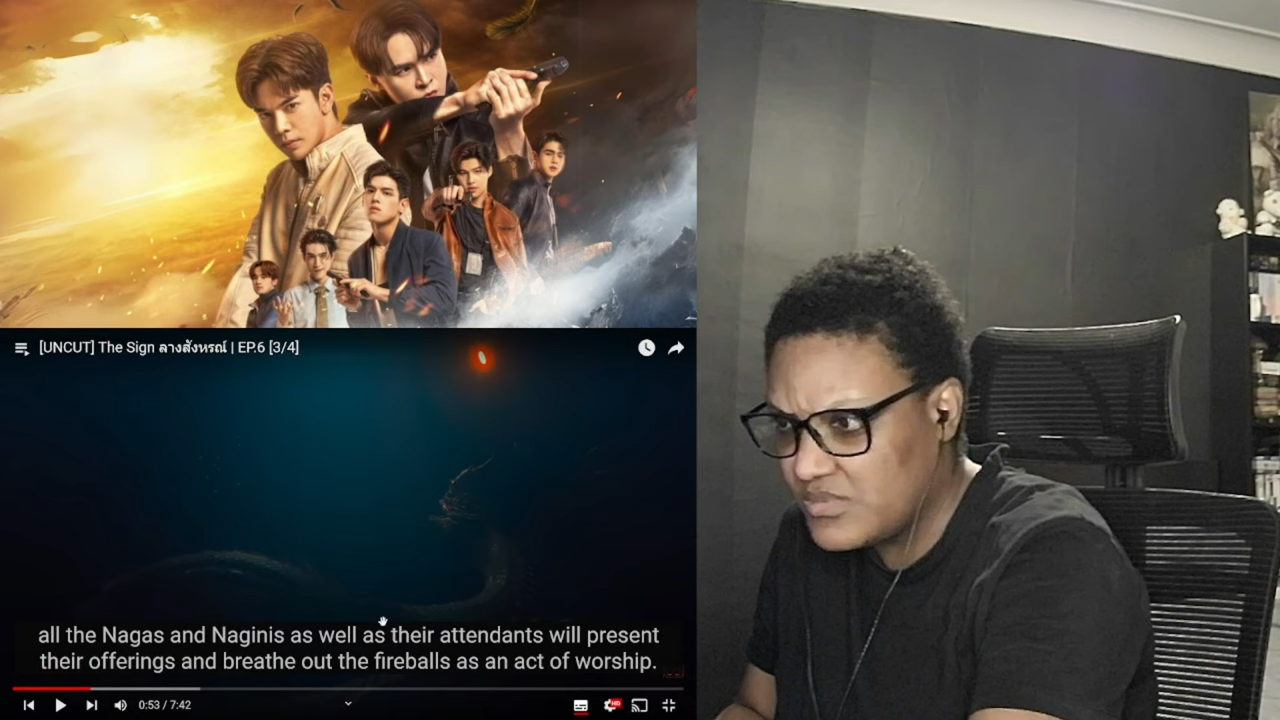 [UNCUT] The Sign ลางสังหรณ์ | EP.6 [3/4]
all the Nagas and Naginis as well as their attendants will present
their offerings and breathe out the fireballs as an act of worship.
0:53 / 7:42
HD